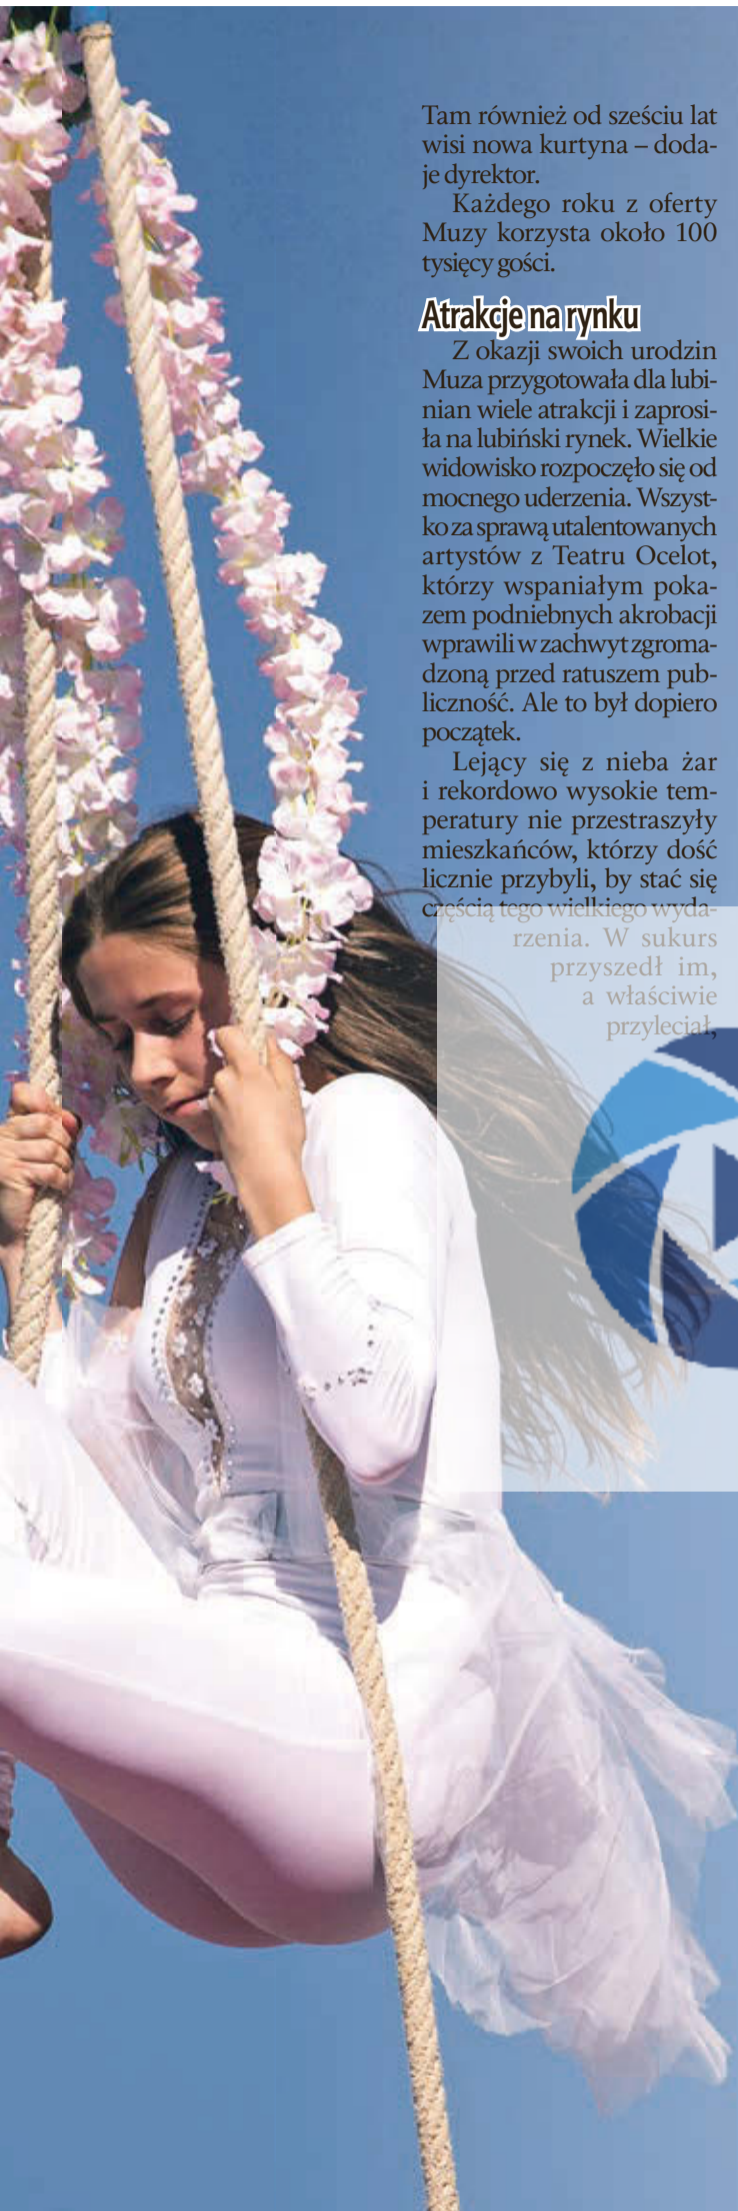 Tam również od sześciu lat
wisi nowa kurtyna – doda-
je dyrektor.
Każdego roku z oferty
Muzy korzysta około 100
tysięcy gości.
Atrakcje na rynku
Z okazji swoich urodzin
Muza przygotowała dla lubi-
nian wiele atrakcji i zaprosi-
ła na lubiński rynek. Wielkie
widowisko rozpoczęło się od
mocnego uderzenia. Wszyst-
ko za sprawą utalentowanych
artystów z Teatru Ocelot,
którzy wspaniałym poka-
zem podniebnych akrobacji
wprawili w zachwyt zgroma-
dzoną przed ratuszem pub-
liczność. Ale to był dopiero
początek.
Lejący się z nieba żar
i rekordowo wysokie tem-
peratury nie przestraszyły
mieszkańców, którzy dość
licznie przybyli, by stać się
częścią tego wielkiego wyda-
rzenia. W sukurs
przyszedł im,
a właściwie
przyleciał,